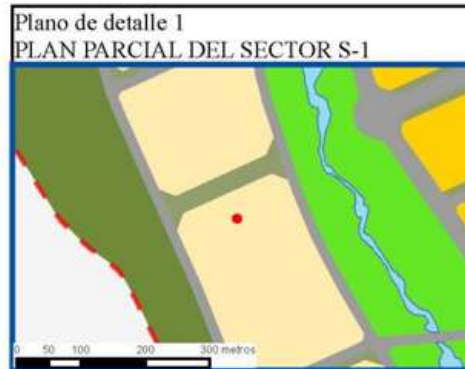 Plano de detalle 1
PLAN PARCIAL DEL SECTOR S-1
0 50 100 200 300 metros